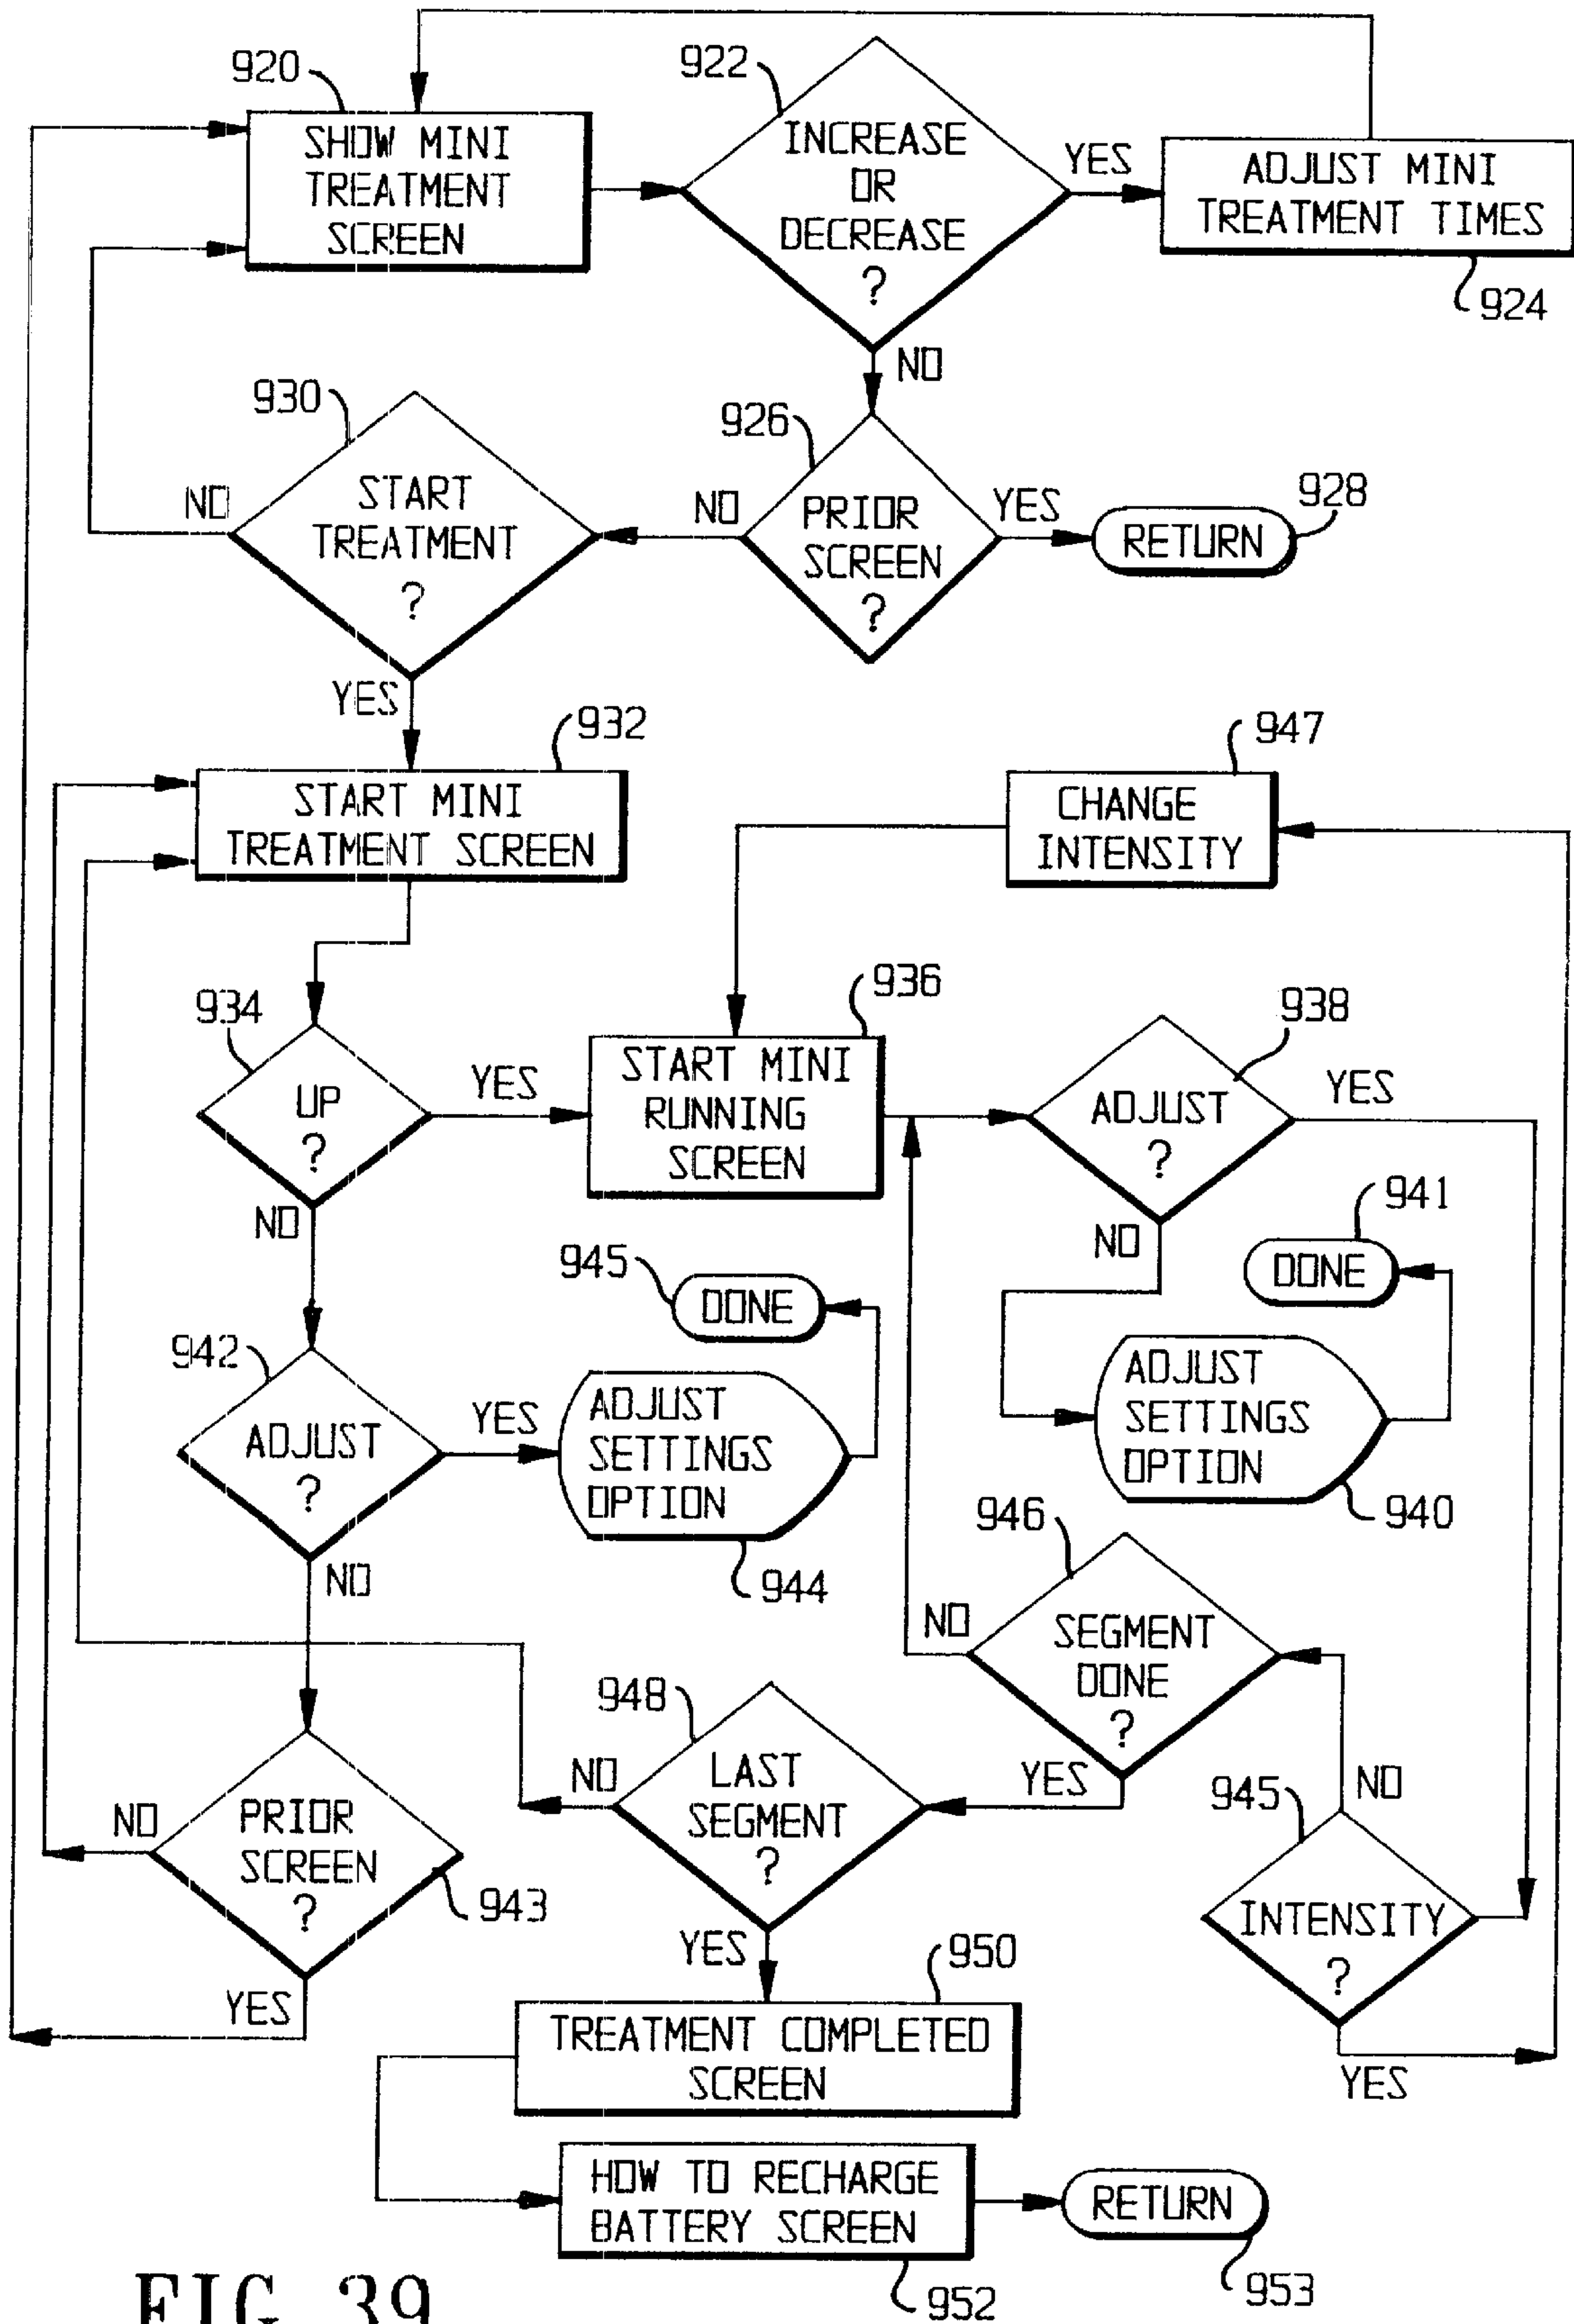 920
SHOW MINI
TREATMENT
SCREEN
922
INCREASE
OR
DECREASE
?
YES
ADJUST MINI
TREATMENT TIMES
924
NO
930
START
TREATMENT
?
NO
YES
926
PRIOR
SCREEN
?
NO
YES
RETURN
928
932
START MINI
TREATMENT SCREEN
947
CHANGE
INTENSITY
934
UP
?
YES
NO
936
START MINI
RUNNING
SCREEN
938
ADJUST
?
YES
NO
941
DONE
945
DONE
942
ADJUST
?
YES
NO
ADJUST
SETTINGS
OPTION
944
ADJUST
SETTINGS
OPTION
940
946
SEGMENT
DONE
?
NO
YES
948
LAST
SEGMENT
?
NO
YES
945
INTENSITY
?
NO
YES
PRIOR
SCREEN
?
943
NO
YES
950
TREATMENT COMPLETED
SCREEN
HOW TO RECHARGE
BATTERY SCREEN
952
RETURN
953
FIG. 39